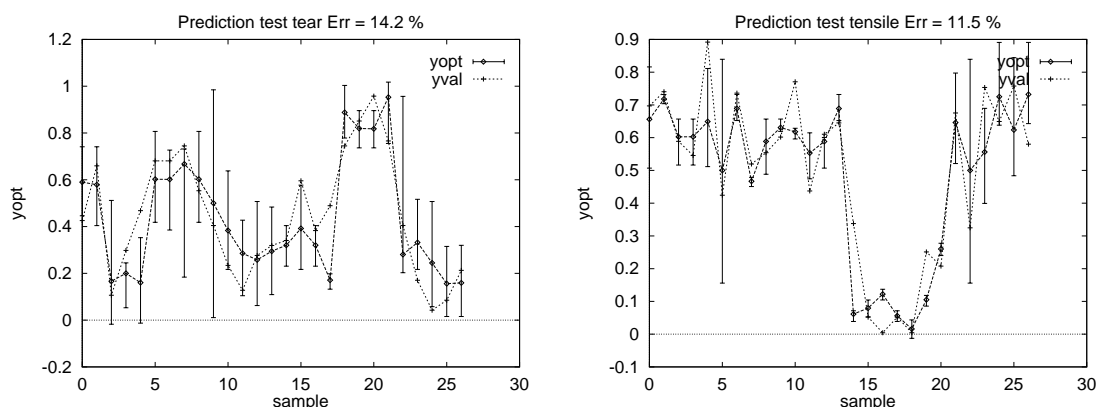 Prediction test tear Err = 14.2 %
1.2
1
0.8
0.6
0.4
0.2
0
-0.2
yopt
yopt
yval
0 5 10 15 20 25 30
sample
Prediction test tensile Err = 11.5 %
0.9
0.8
0.7
0.6
0.5
0.4
0.3
0.2
0.1
0
-0.1
yopt
yopt
yval
0 5 10 15 20 25 30
sample